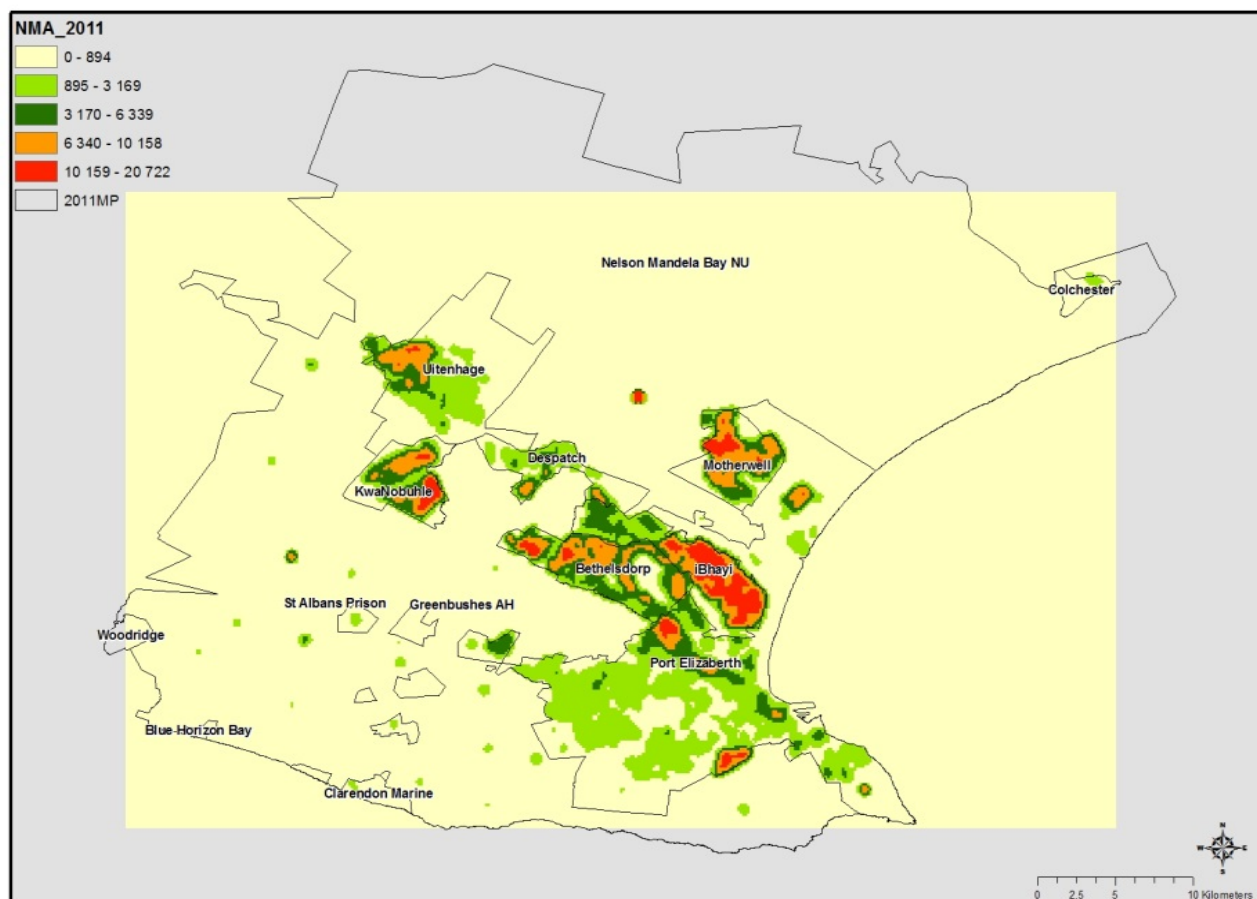 NMA_2011
0 - 894
895 - 3 169
3 170 - 6 339
6 340 - 10 158
10 159 - 20 722
2011MP
Nelson Mandela Bay NU
Colchester
Uitenhage
Despatch
Motherwell
KwaNobuhle
Bethelsdorp
iBhayi
St Albans Prison
Greenbushes AH
Woodridge
Port Elizaberth
Blue Horizon Bay
Clarendon Marine
N
W E
S
0 2.5 5 10 Kilometers